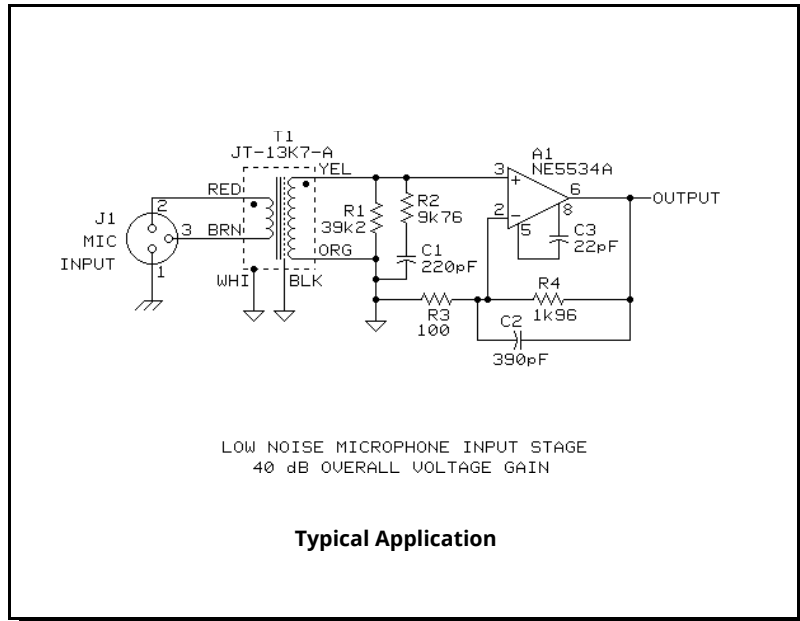 T1
JT-13K7-A
YEL
RED
2
J1
MIC
INPUT
3
BRN
1
WHI
BLK
ORG
R1
39k2
R2
9k76
C1
220pF
A1
NE5534A
3
+
2
−
6
OUTPUT
8
5
C3
22pF
R4
1k96
R3
100
C2
390pF
LOW NOISE MICROPHONE INPUT STAGE
40 dB OVERALL VOLTAGE GAIN
Typical Application